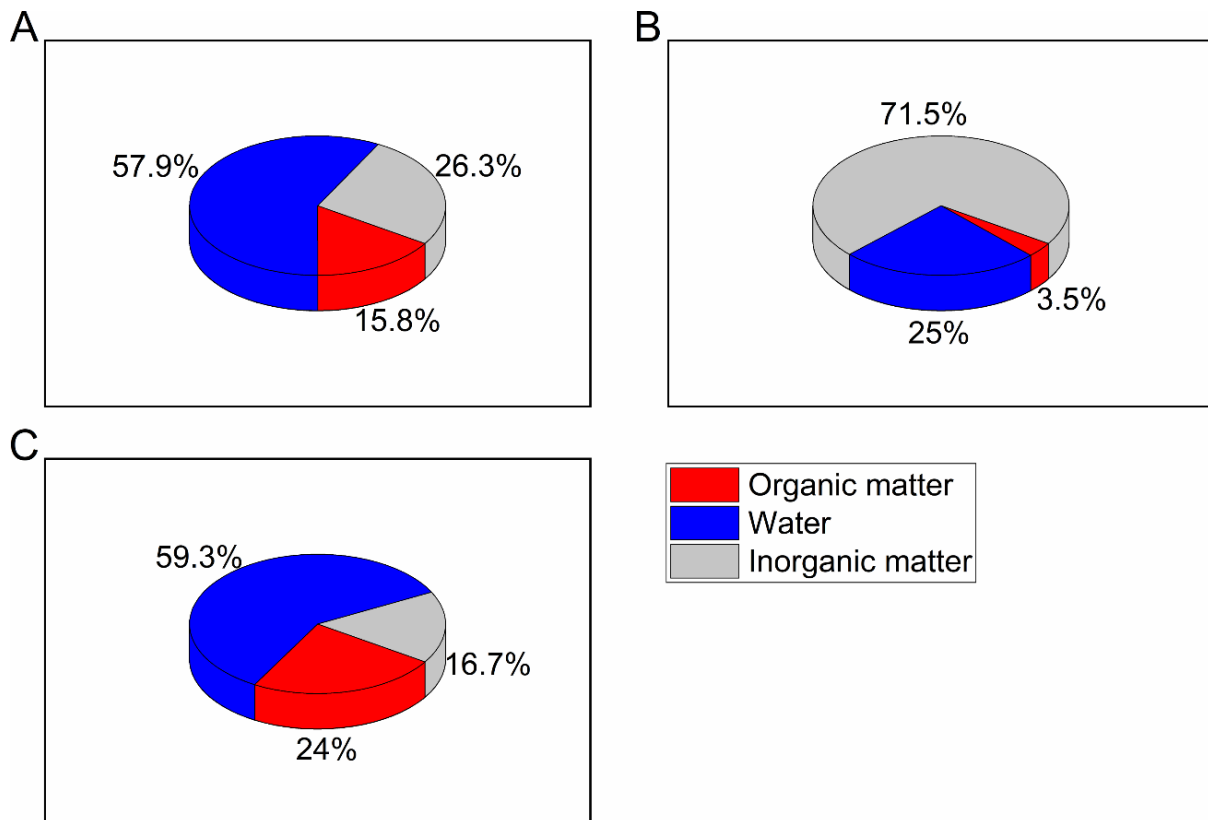 A
57.9%
26.3%
15.8%
B
71.5%
3.5%
25%
C
59.3%
16.7%
24%
Organic matter
Water
Inorganic matter